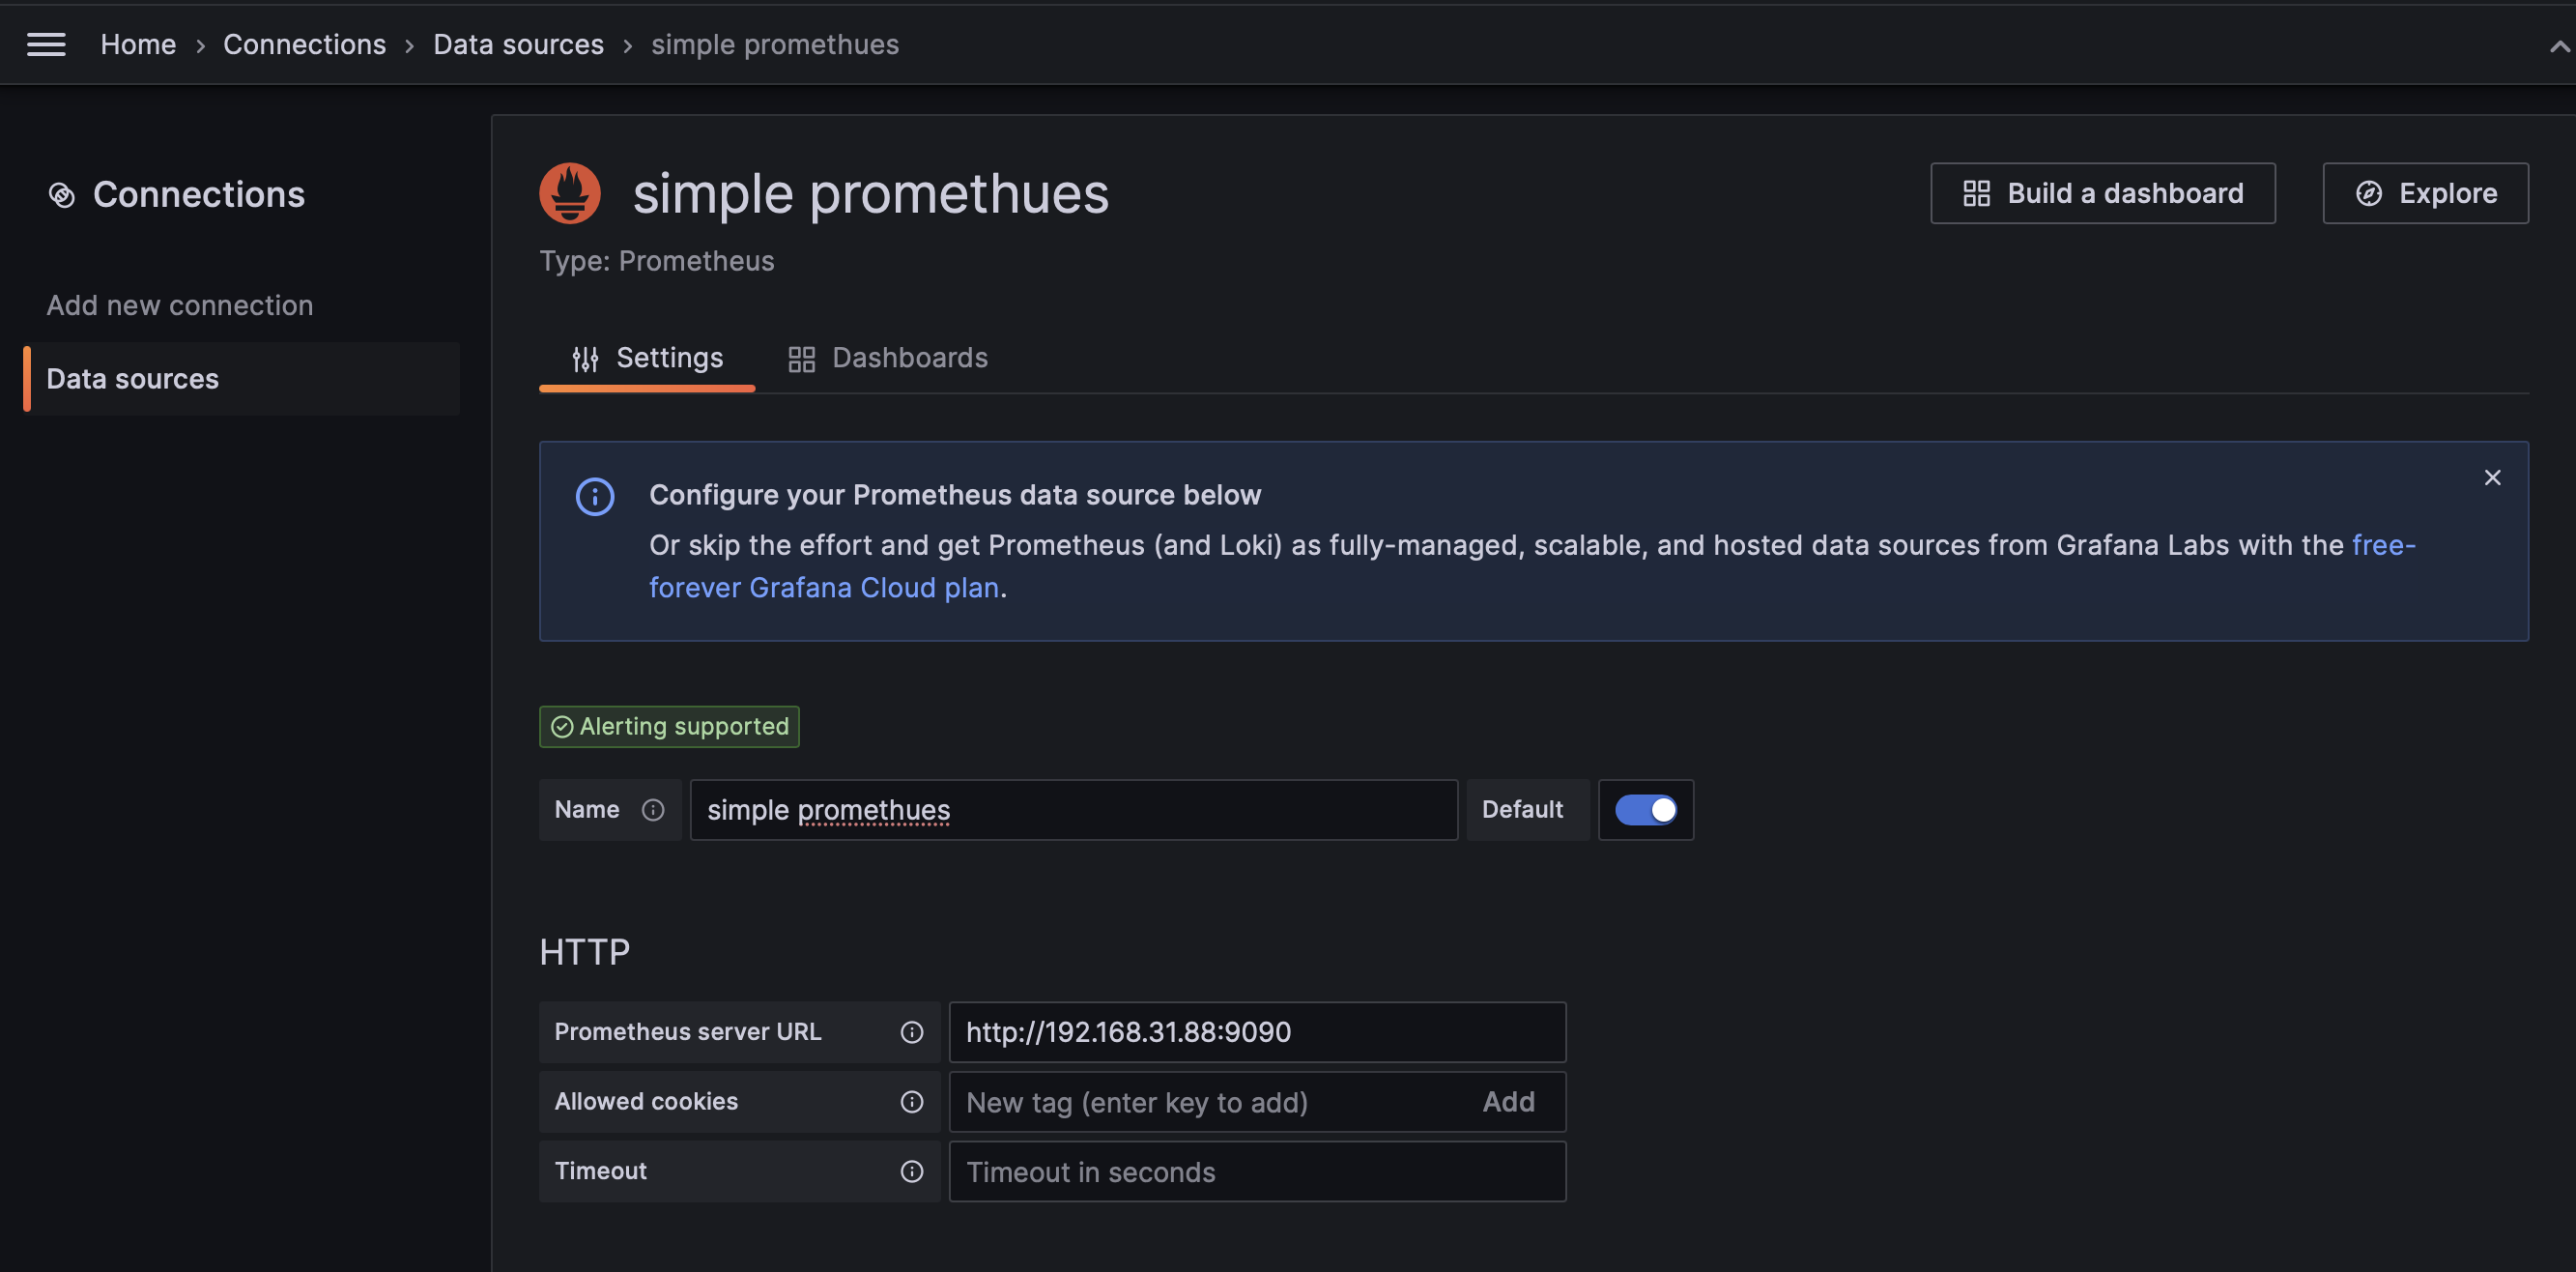 Home › Connections › Data sources › simple promethues
Connections
Add new connection
Data sources
simple promethues
Build a dashboard
Explore
Type: Prometheus
Settings
Dashboards
Configure your Prometheus data source below
Or skip the effort and get Prometheus (and Loki) as fully-managed, scalable, and hosted data sources from Grafana Labs with the free-
forever Grafana Cloud plan.
Alerting supported
Name simple promethues Default
HTTP
Prometheus server URL http://192.168.31.88:9090
Allowed cookies New tag (enter key to add) Add
Timeout Timeout in seconds